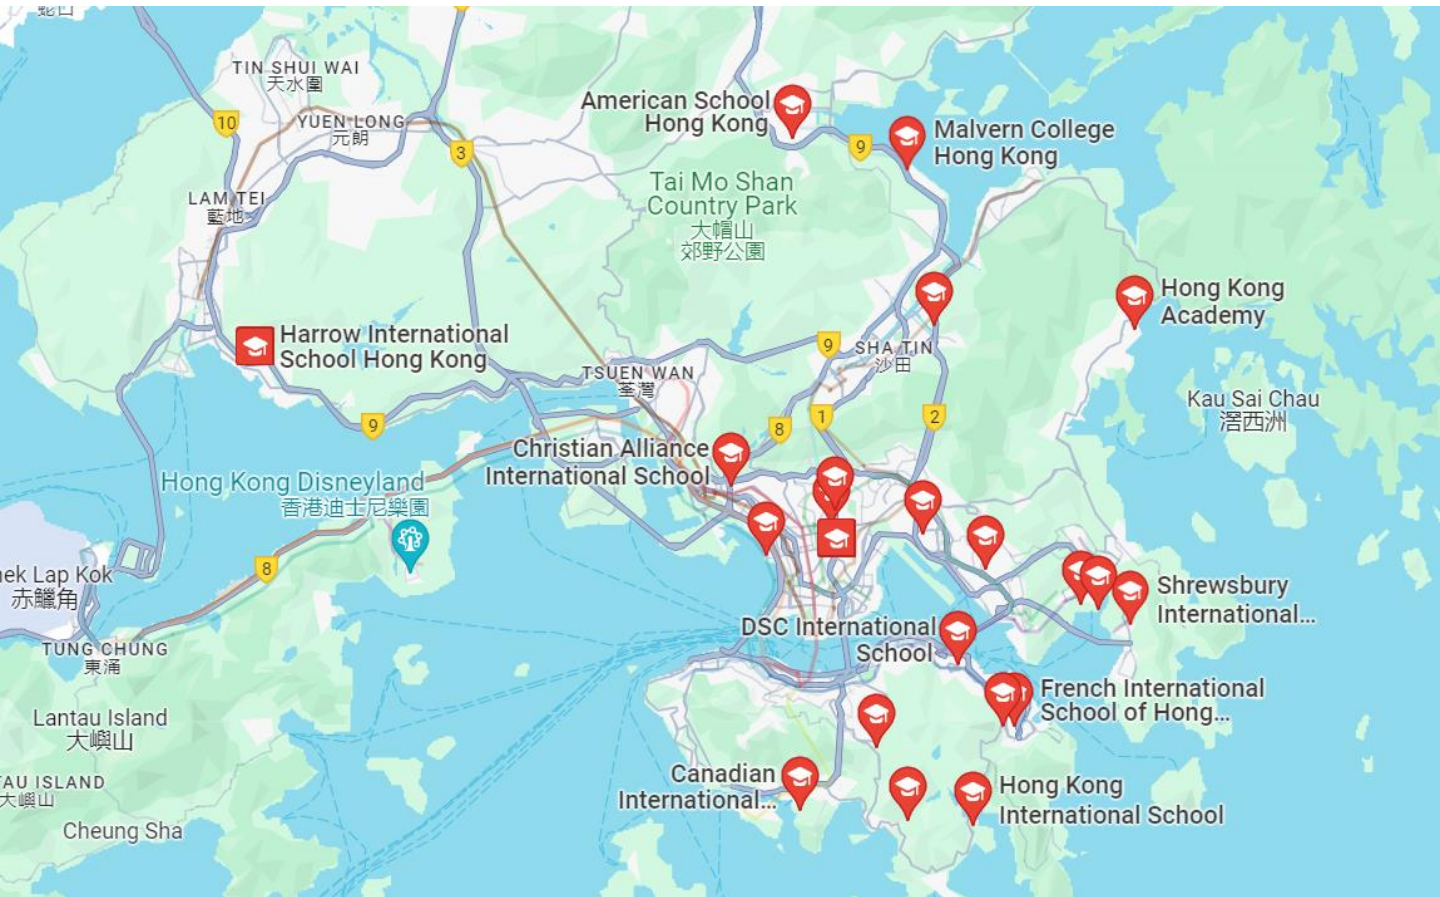 TIN SHUI WAI
天水圍
10
YUEN LONG
元朗
3
LAM TEI
藍地
American School
Hong Kong
9
Malvern College
Hong Kong
Tai Mo Shan
Country Park
大帽山
郊野公園
Hong Kong
Academy
Harrow International
School Hong Kong
9
SHA TIN
沙田
TSUEN WAN
荃灣
Kau Sai Chau
滘西洲
9
8
1
2
Christian Alliance
International School
Hong Kong Disneyland
香港迪士尼樂園
8
Lap Kok
赤鱲角
TUNG CHUNG
東涌
Shrewsbury
International...
DSC International
School
French International
School of Hong...
Lantau Island
大嶼山
TAU ISLAND
大嶼山
Canadian
International...
Hong Kong
International School
Cheung Sha